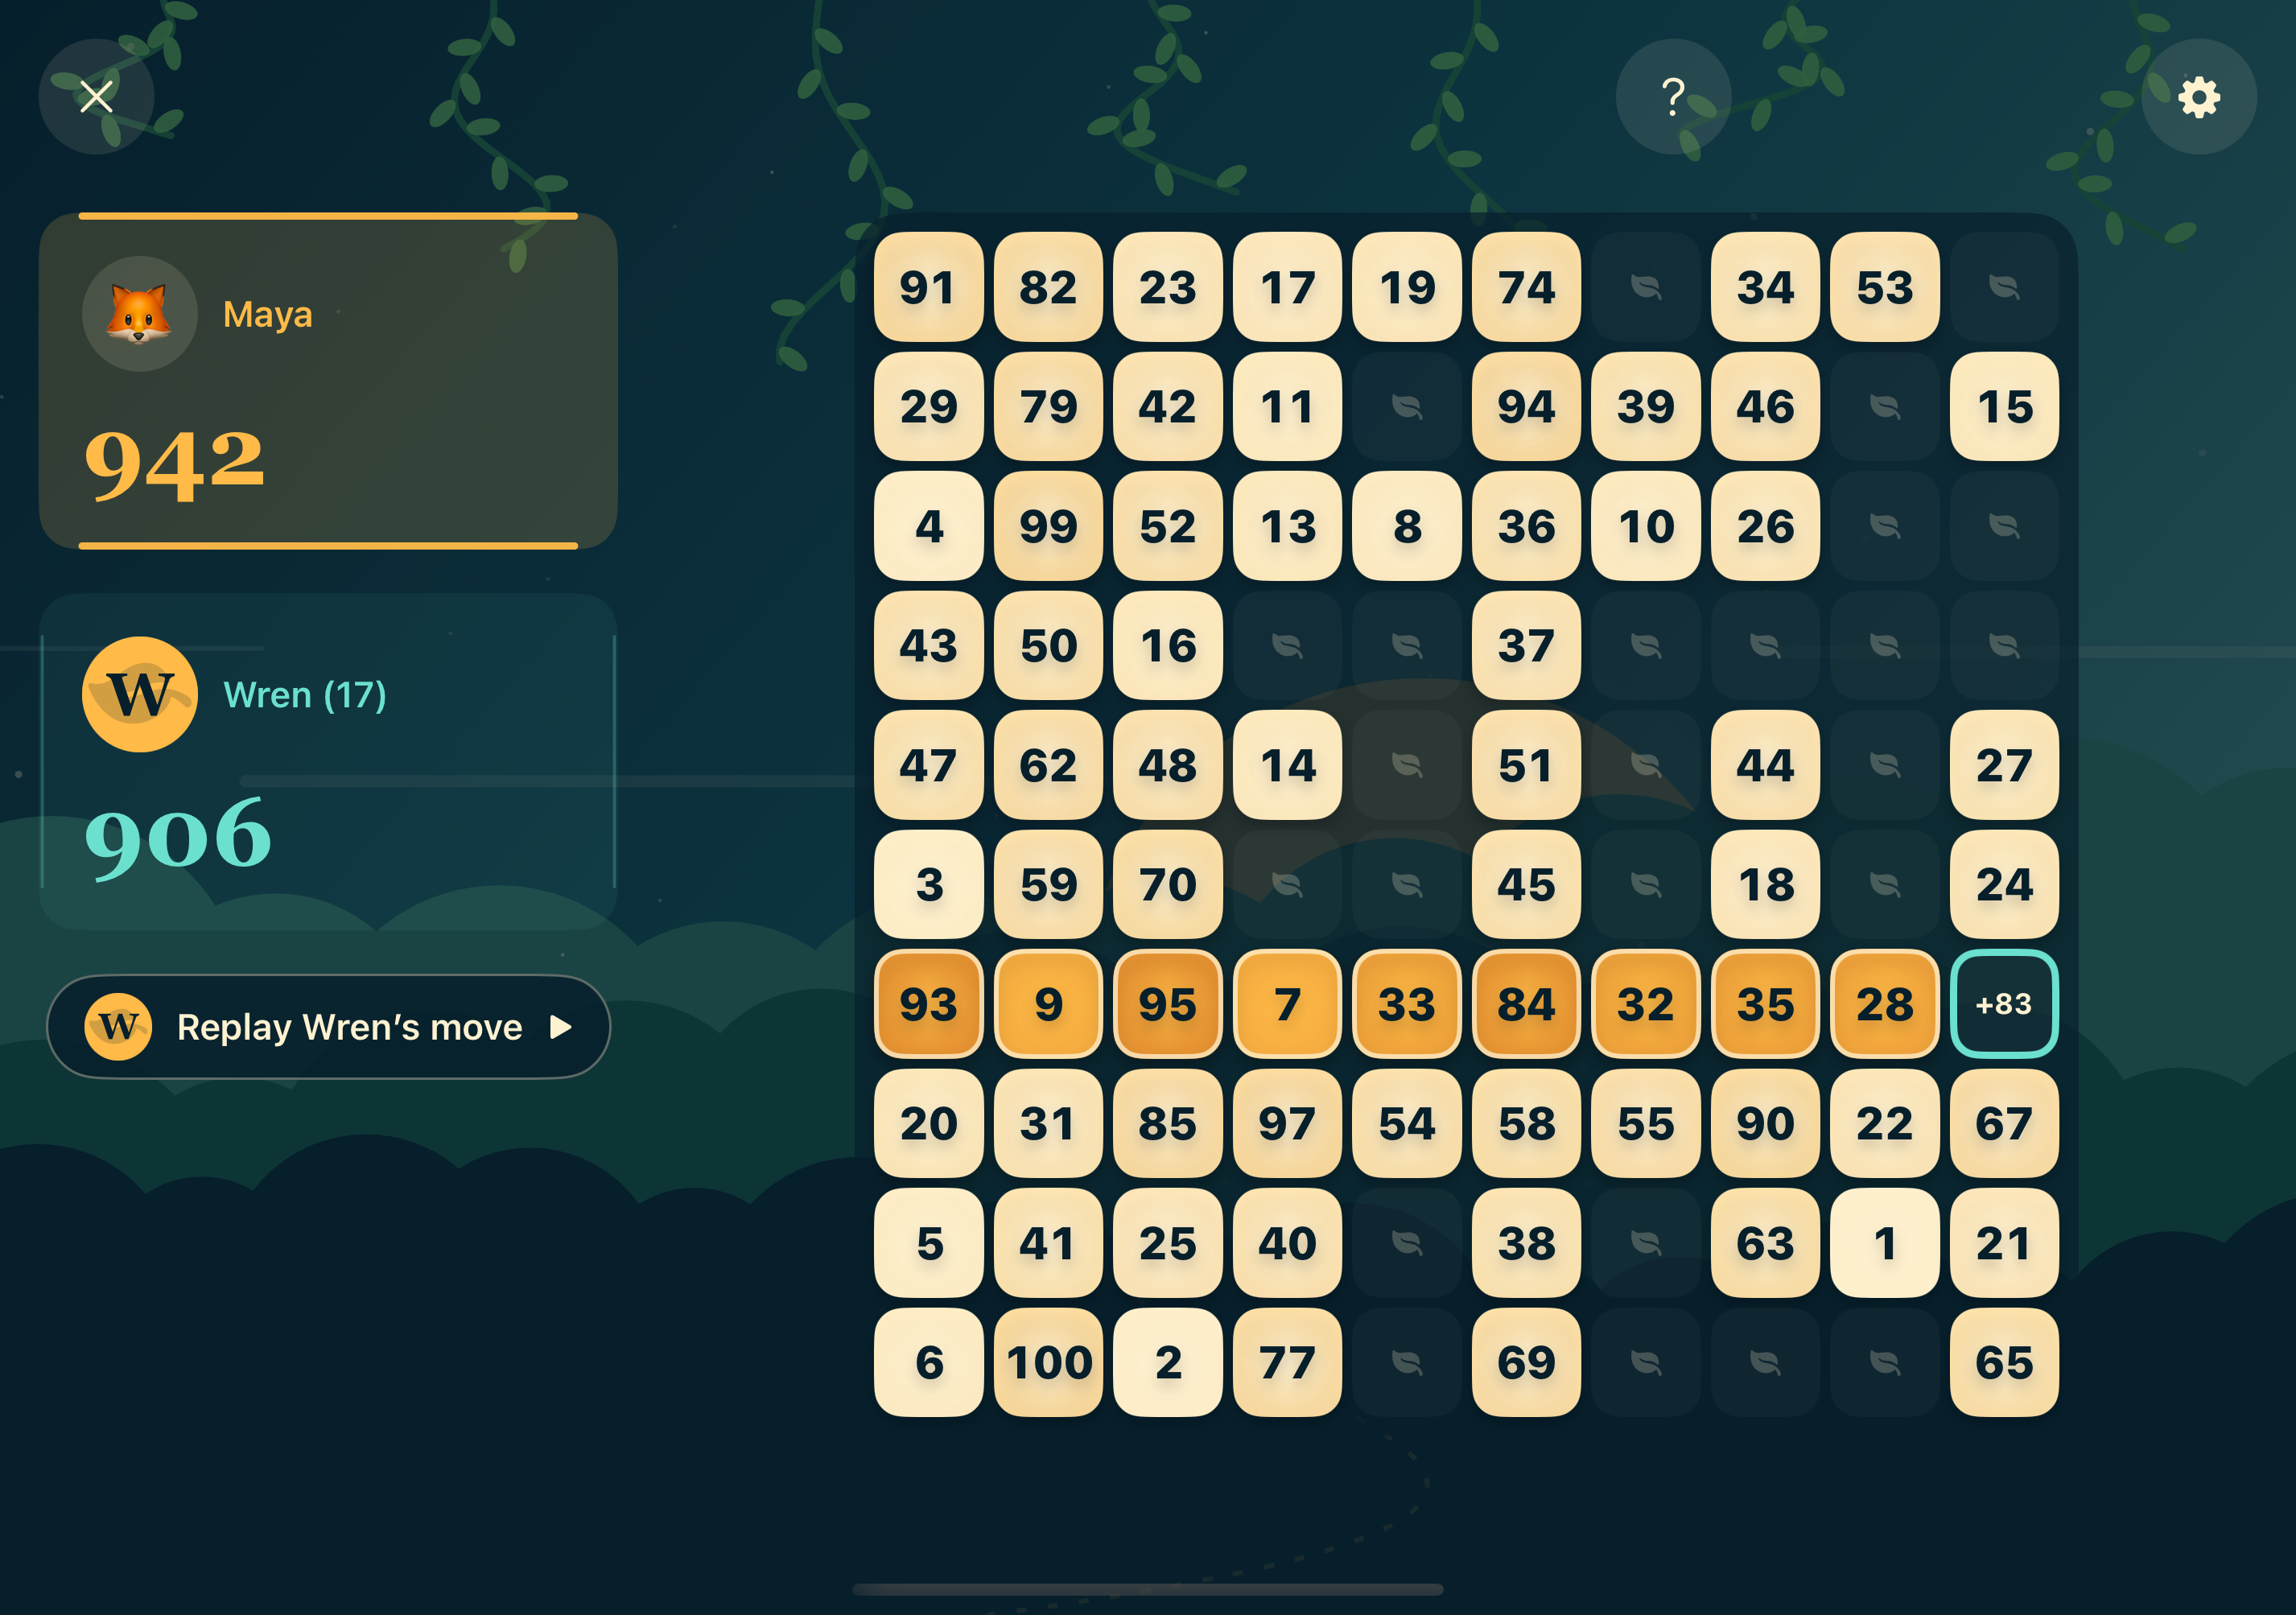 ?
Maya
942
W
Wren (17)
906
W Replay Wren's move
91 82 23 17 19 74 34 53
29 79 42 11 94 39 46 15
4 99 52 13 8 36 10 26
43 50 16 37
47 62 48 14 51 44 27
3 59 70 45 18 24
93 9 95 7 33 84 32 35 28 +83
20 31 85 97 54 58 55 90 22 67
5 41 25 40 38 63 1 21
6 100 2 77 69 65